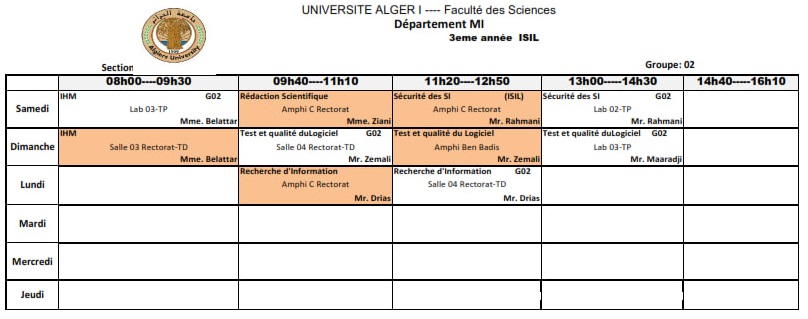 UNIVERSITE ALGER I ---- Faculté des Sciences
Département MI
3eme année ISIL
Algiers University
Section
Groupe: 02
08h00----09h30 09h40----11h10 11h20----12h50 13h00-----14h30 14h40-----16h10
Samedi
IHM G02
Lab 03-TP
Mme. Belattar
Rédaction Scientifique
Amphi C Rectorat
Mme. Ziani
Sécurité des SI (ISIL)
Amphi C Rectorat
Mr. Rahmani
Sécurité des SI G02
Lab 02-TP
Mr. Rahmani
Dimanche
IHM
Salle 03 Rectorat-TD
Mme. Belattar
Test et qualité duLogiciel G02
Salle 04 Rectorat-TD
Mr. Zemali
Test et qualité du Logiciel
Amphi Ben Badis
Mr. Zemali
Test et qualité duLogiciel G02
Lab 03-TP
Mr. Maaradji
Lundi
Recherche d'Information
Amphi C Rectorat
Mr. Drias
Recherche d'Information G02
Salle 04 Rectorat-TD
Mr. Drias
Mardi
Mercredi
Jeudi